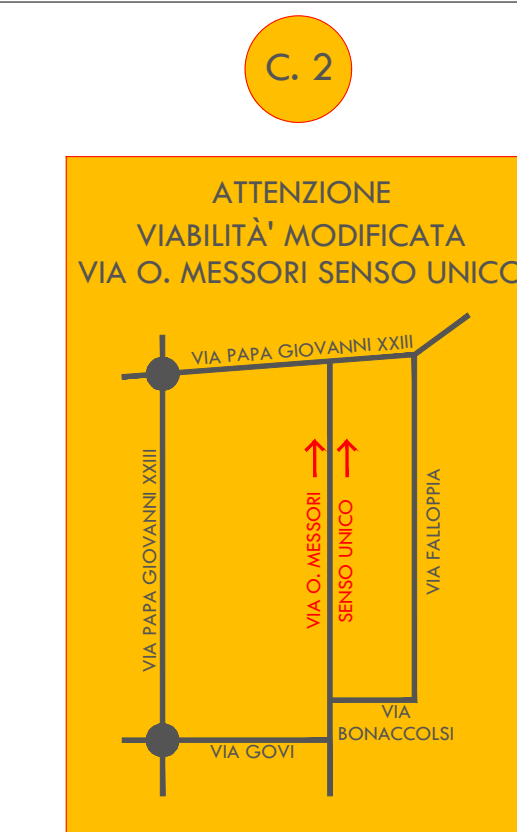 C. 2
ATTENZIONE
VIABILITÀ' MODIFICATA
VIA O. MESSORI SENSO UNICO
VIA PAPA GIOVANNI XXIII
VIA PAPA GIOVANNI XXIII
VIA O. MESSORI
SENSO UNICO
VIA FALLOPPIA
VIA
BONACCOLSI
VIA GOVI